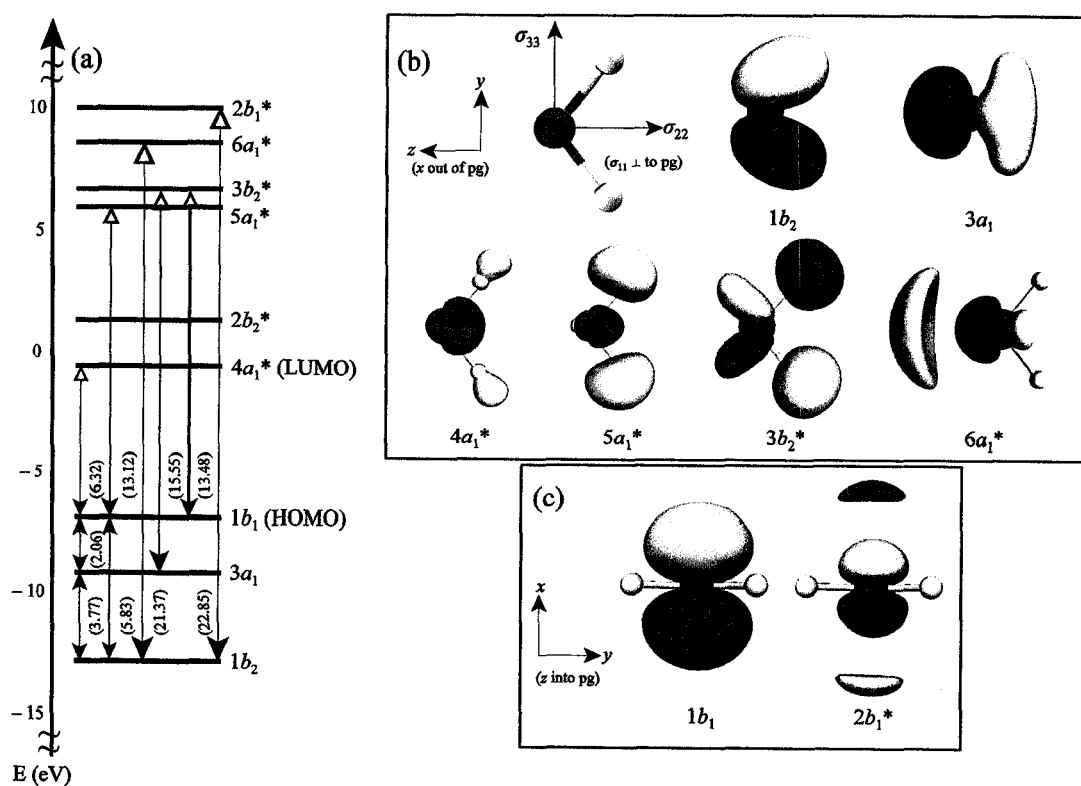 (a)
10
5
0
− 5
− 10
− 15
E (eV)
2b₁*
6a₁*
3b₂*
5a₁*
2b₂*
4a₁* (LUMO)
1b₁ (HOMO)
3a₁
1b₂
(6.32)
(13.12)
(15.55)
(13.48)
(2.06)
(3.77)
(5.83)
(21.37)
(22.85)
(b)
σ₃₃
y
z
(x out of pg)
σ₂₂
(σ₁₁ ⊥ to pg)
1b₂
3a₁
4a₁*
5a₁*
3b₂*
6a₁*
(c)
x
y
(z into pg)
1b₁
2b₁*